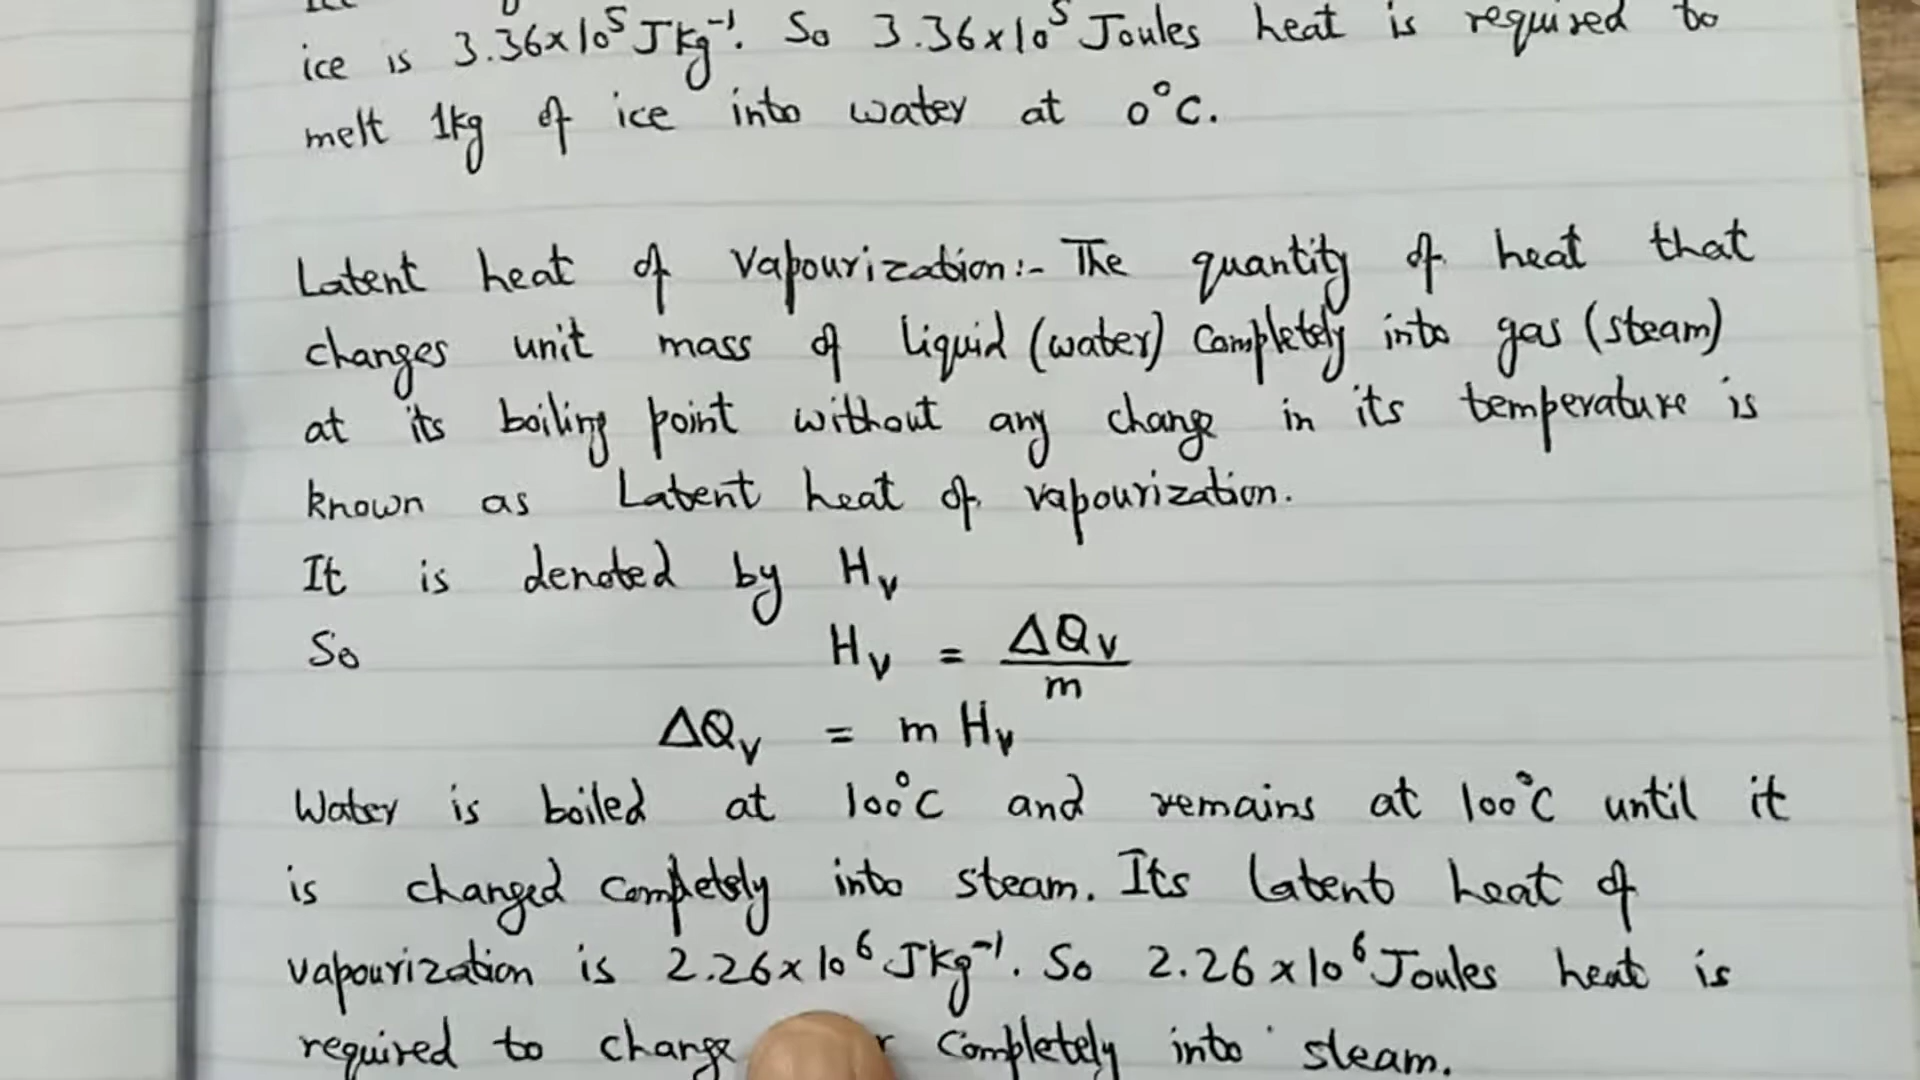 ice is 3.36×10⁵ J kg⁻¹. So 3.36×10⁵ Joules heat is required to
melt 1kg of ice into water at 0°C.
Latent heat of Vapourization:- The quantity of heat that
changes unit mass of liquid (water) Completely into gas (steam)
at its boiling point without any change in its temperature is
known as Latent heat of vapourization.
It is denoted by Hᵥ
So Hᵥ = ΔQᵥ / m
ΔQᵥ = m Hᵥ
Water is boiled at 100°C and remains at 100°C until it
is changed completely into steam. Its latent heat of
vapourization is 2.26×10⁶ J kg⁻¹. So 2.26×10⁶ Joules heat is
required to change completely into steam.